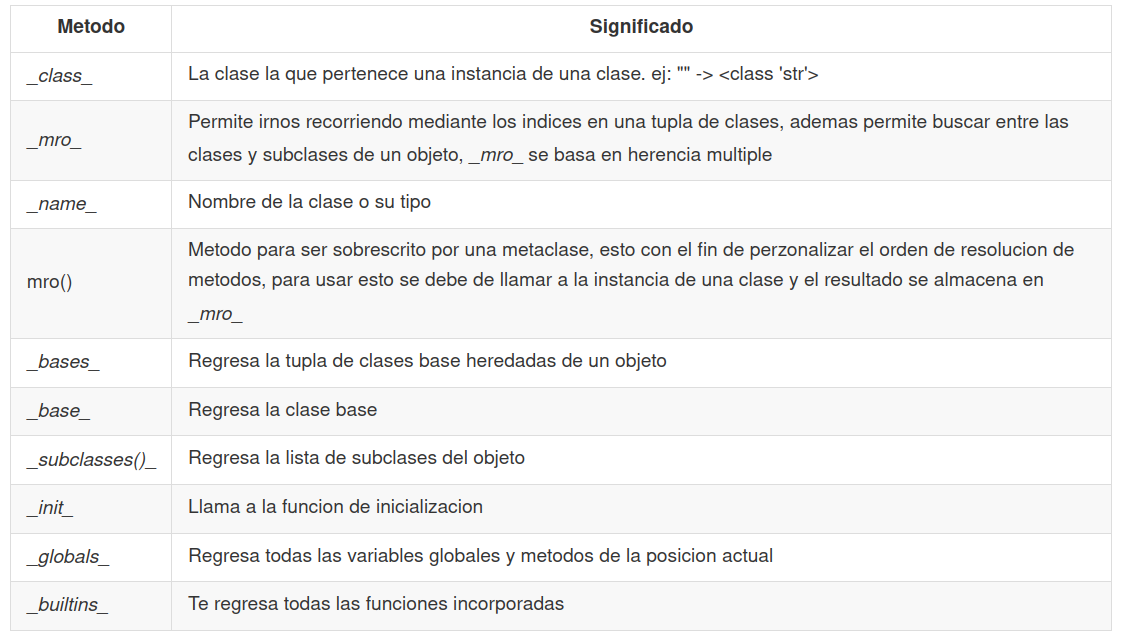 Metodo Significado
_class_ La clase la que pertenece una instancia de una clase. ej: "" -> <class 'str'>
Permite irnos recorriendo mediante los indices en una tupla de clases, ademas permite buscar entre las
_mro_
clases y subclases de un objeto, _mro_ se basa en herencia multiple
_name_ Nombre de la clase o su tipo
Metodo para ser sobrescrito por una metaclase, esto con el fin de perzonalizar el orden de resolucion de
mro() metodos, para usar esto se debe de llamar a la instancia de una clase y el resultado se almacena en
_mro_
_bases_ Regresa la tupla de clases base heredadas de un objeto
_base_ Regresa la clase base
_subclasses()_ Regresa la lista de subclases del objeto
_init_ Llama a la funcion de inicializacion
_globals_ Regresa todas las variables globales y metodos de la posicion actual
_builtins_ Te regresa todas las funciones incorporadas